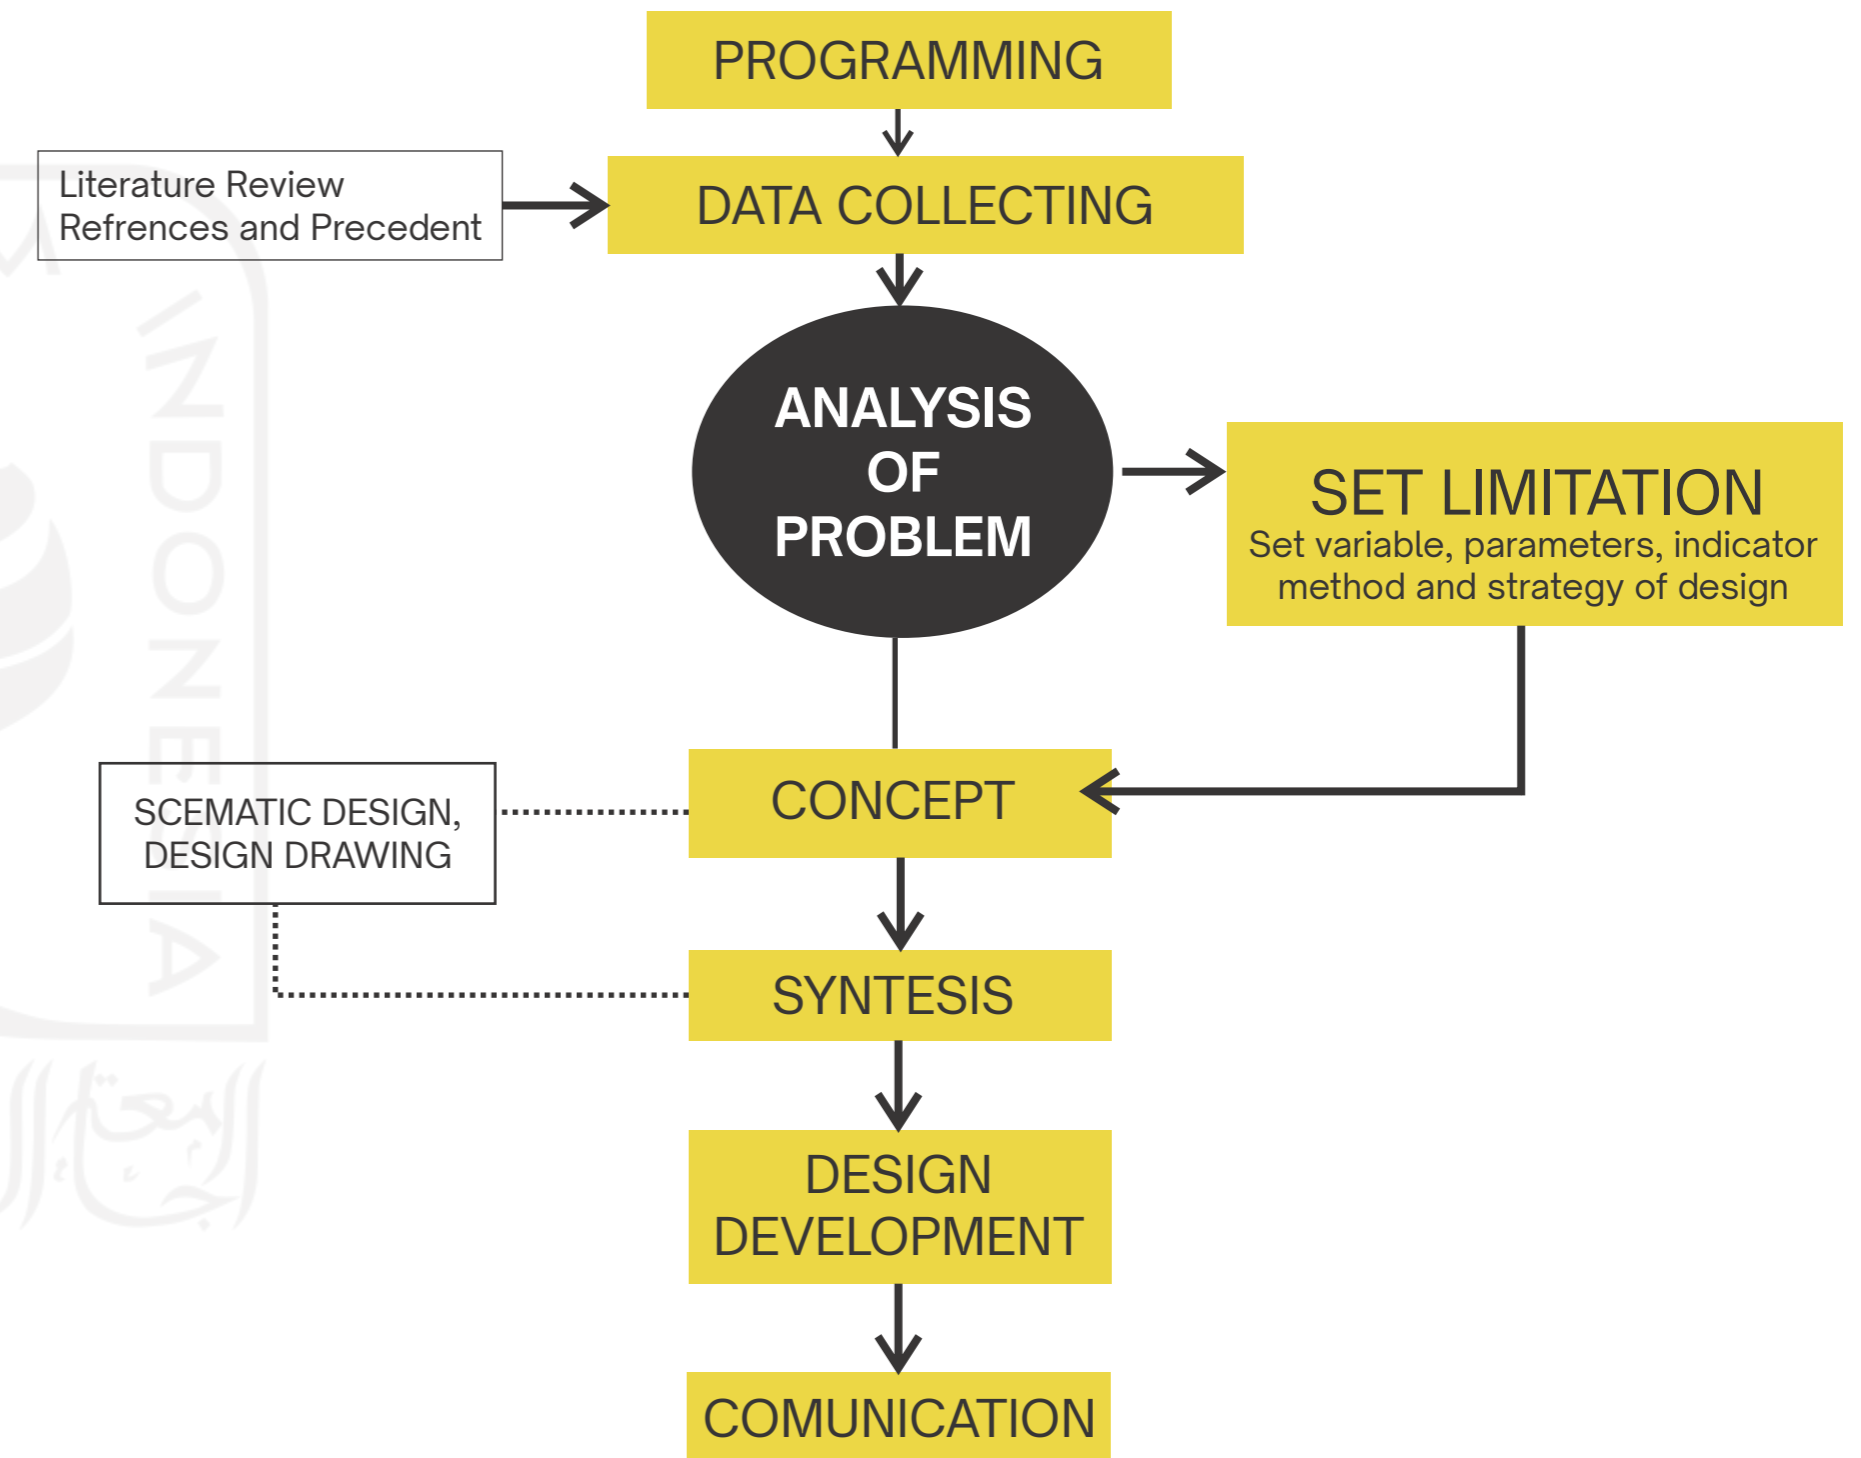 PROGRAMMING
Literature Review
Refrences and Precedent
DATA COLLECTING
ANALYSIS
OF
PROBLEM
SET LIMITATION
Set variable, parameters, indicator
method and strategy of design
CONCEPT
SCEMATIC DESIGN,
DESIGN DRAWING
SYNTESIS
DESIGN
DEVELOPMENT
COMUNICATION
INDONESIA